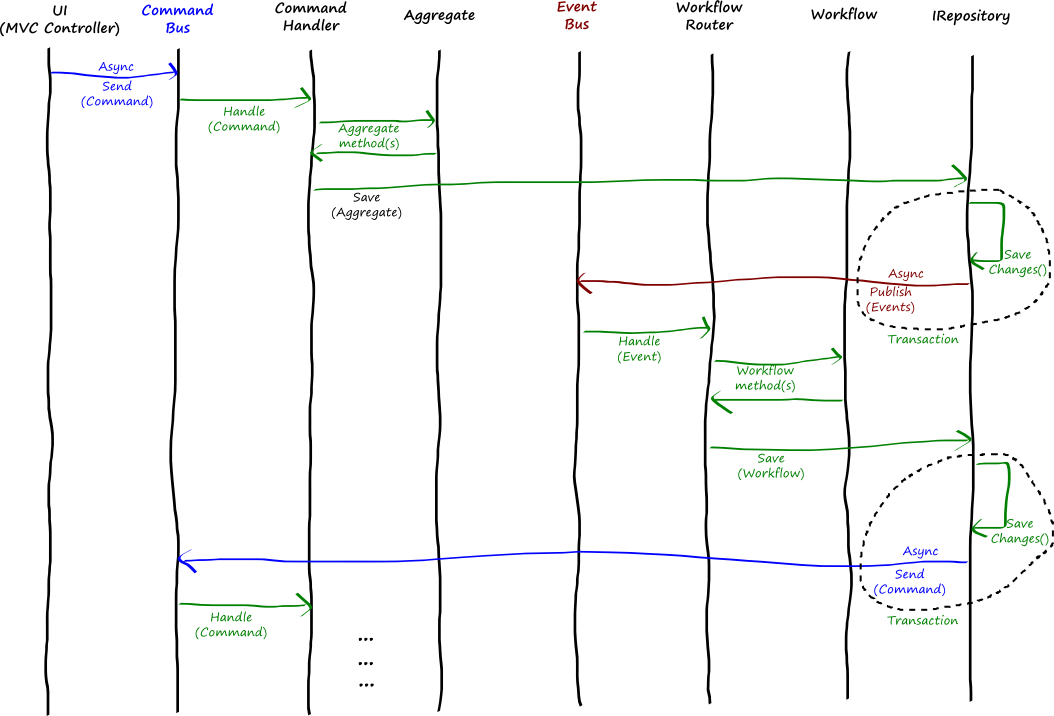 UI
(MVC Controller)
Command
Bus
Command
Handler
Aggregate
Event
Bus
Workflow
Router
Workflow
IRepository
Async
Send
(Command)
Handle
(Command)
Aggregate
method(s)
Save
(Aggregate)
Save
Changes()
Async
Publish
(Events)
Transaction
Handle
(Event)
Workflow
method(s)
Save
(Workflow)
Save
Changes()
Async
Send
(Command)
Transaction
Handle
(Command)
...
...
...